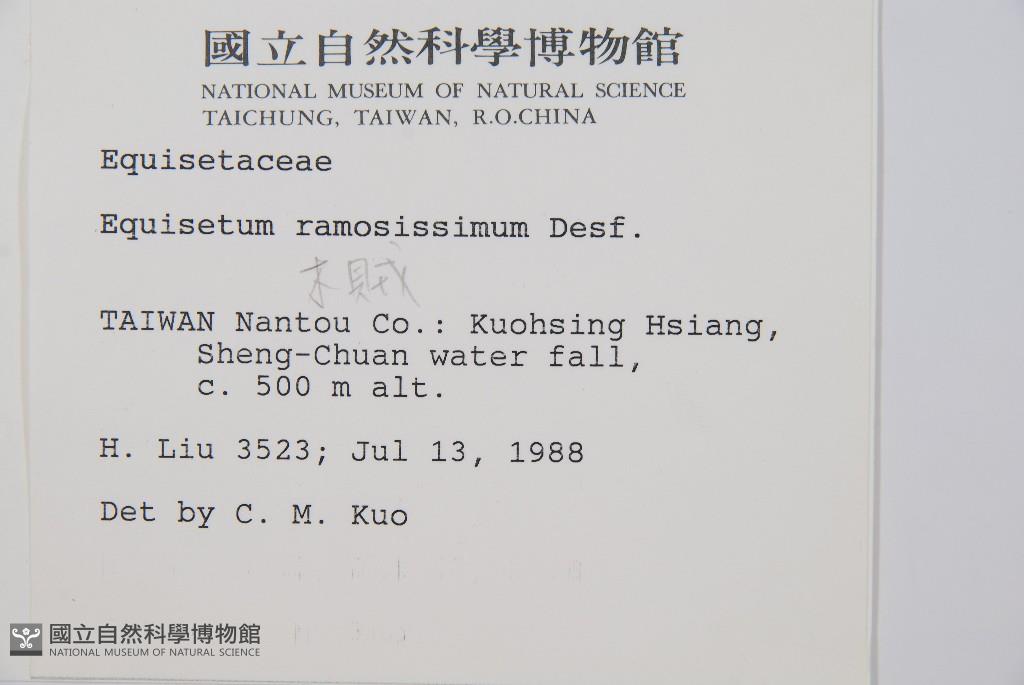 國立自然科學博物館
NATIONAL MUSEUM OF NATURAL SCIENCE
TAICHUNG, TAIWAN, R.O.CHINA
Equisetaceae
Equisetum ramosissimum Desf.
木賊
TAIWAN Nantou Co.: Kuohsing Hsiang,
Sheng-Chuan water fall,
c. 500 m alt.
H. Liu 3523; Jul 13, 1988
Det by C. M. Kuo
國立自然科學博物館
NATIONAL MUSEUM OF NATURAL SCIENCE